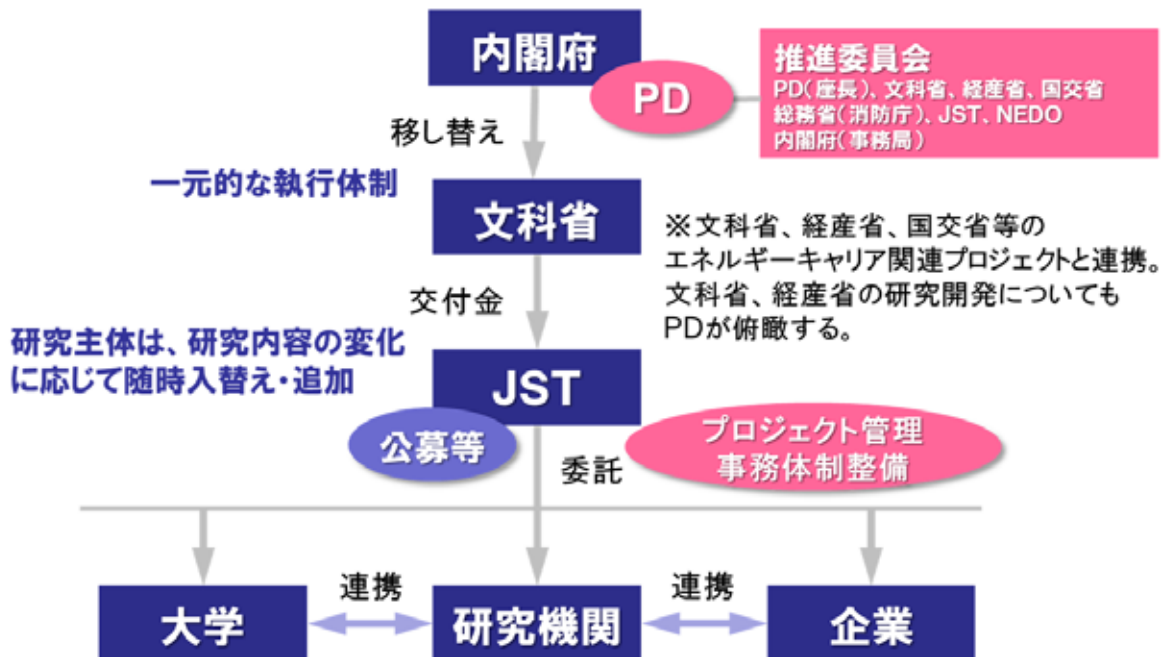 内閣府
PD
推進委員会
PD(座長)、文科省、経産省、国交省
総務省(消防庁)、JST、NEDO
内閣府(事務局)
移し替え
一元的な執行体制
文科省
※文科省、経産省、国交省等の
エネルギーキャリア関連プロジェクトと連携。
文科省、経産省の研究開発についても
PDが俯瞰する。
交付金
研究主体は、研究内容の変化
に応じて随時入替え・追加
JST
公募等
プロジェクト管理
事務体制整備
委託
大学
連携
研究機関
連携
企業